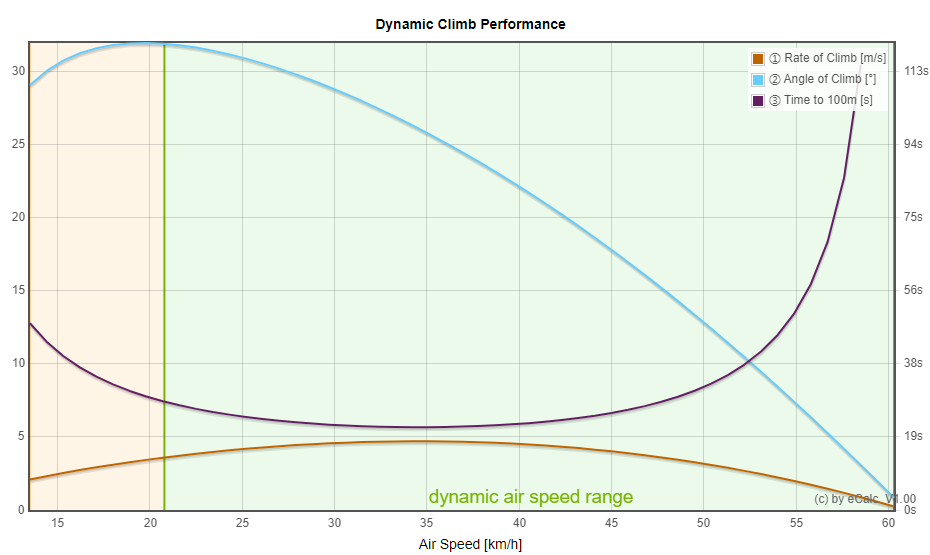 Dynamic Climb Performance
① Rate of Climb [m/s]
② Angle of Climb [°]
③ Time to 100m [s]
30
25
20
15
10
5
0
113s
94s
75s
56s
38s
19s
0s
dynamic air speed range
(c) by eCalc V1.00
15 20 25 30 35 40 45 50 55 60
Air Speed [km/h]